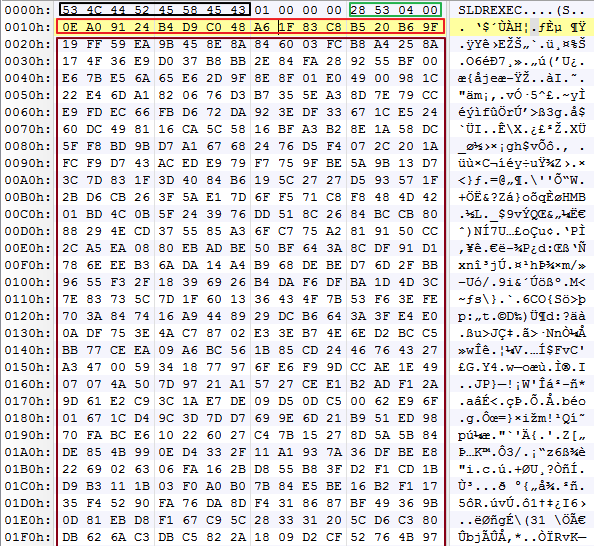 0000h: 53 4C 44 52 45 58 45 43 01 00 00 00 28 53 04 00 SLDREXEC....(S..
0010h: 0E A0 91 24 B4 D9 C0 48 A6 1F 83 C8 B5 20 B6 9F . ‘$´ÙÀH¦.ƒÈµ ¶Ÿ
0020h: 19 FF 59 EA 9B 45 8E 8A 84 60 03 FC B8 A4 25 8A .ÿYê›EŽŠ„`.ü¸¤%Š
0030h: 17 4F 36 E9 D0 37 B8 BB 2E 84 FA 28 92 55 BF 00 .O6éÐ7¸».„ú(’U¿.
0040h: E6 7B E5 6A 65 E6 2D 9F 8E 8F 01 E0 49 00 98 1C æ{åjeæ-ŸŽ..àI.˜.
0050h: 22 E4 6D A1 82 06 76 D3 B7 35 5E A3 8D 7E 79 CC "äm¡‚.vÓ·5^£.~yÌ
0060h: E9 FD EC 66 FB D6 72 DA 92 3E DF 33 67 1C E5 24 éýìfûÖrÚ’>ß3g.å$
0070h: 60 DC 49 81 16 CA 5C 58 16 BF A3 B2 8E 1A 58 DC `ÜI..Ê\X.¿£²Ž.XÜ
0080h: 5F F8 BD 9B D7 A1 67 68 24 76 D5 F4 07 2C 20 1A _ø½›×¡gh$vÕô., .
0090h: FC F9 D7 43 AC ED E9 79 F7 75 9F BE 5A 9B 13 D7 üù×C¬íéy÷uŸ¾Z›.×
00A0h: 3C 7D 83 1F 3D 40 84 B6 19 5C 27 27 D5 93 57 1F <}ƒ.=@„¶.\''Õ“W.
00B0h: 2B D6 CB 26 3F 5A E1 7D 6F F5 71 C8 F8 48 4D 42 +ÖË&?Zá}oõqÈøHMB
00C0h: 01 BD 4C 0B 5F 24 39 76 DD 51 8C 26 84 BC CB 80 .½L._$9vÝQŒ&„¼Ë€
00D0h: 88 29 4E CD 37 55 85 A3 6F C7 75 A2 81 91 50 CC ˆ)NÍ7U…£oÇu¢.‘PÌ
00E0h: 2C A5 EA 08 80 EB AD BE 50 BF 64 3A 8C DF 91 D1 ,¥ê.€ë-¾P¿d:Œß‘Ñ
00F0h: 78 6E EE B3 6A DA 14 A4 B9 68 DE BE D7 6D 2F BB xnî³jÚ.¤¹hÞ¾×m/»
0100h: 96 55 F3 2F 18 39 69 26 B4 DA F6 DF BA 1D 4D 3C –Uó/.9i&´Úößº.M<
0110h: 7E 83 73 5C 7D 1F 60 13 36 43 4F 7B 53 F6 3E FE ~ƒs\}.`.6CO{Sö>þ
0120h: 70 3A 84 74 16 A9 44 89 29 DC B6 64 3A 3F E4 E0 p:„t.©D‰)Ü¶d:?äà
0130h: 0A DF 75 3E 4A C7 87 02 E3 3E B7 4E 6E D2 BC C5 .ßu>JÇ‡.ã>·NnÒ¼Å
0140h: BB 77 CE EA 09 A6 BC 56 1B 85 CD 24 46 76 43 27 »wÎê.¦¼V.…Í$FvC'
0150h: A3 47 00 59 34 18 77 97 6F E6 F9 9D CC AE 1E 49 £G.Y4.w—oæù.Ì®.I
0160h: 07 07 4A 50 7D 97 21 A1 57 27 CE E1 B2 AD F1 2A ..JP}—!¡W'Îá²-ñ*
0170h: 9D 61 E2 C9 3C 1A E7 DE 09 D5 0D C5 00 62 E9 6F .aâÉ<.çÞ.Õ.Å.béo
0180h: 01 67 1C D4 9C 3D 7D D7 69 9E 6D 21 B9 51 ED 98 .g.Ôœ=}×ižm!¹Qí˜
0190h: 70 FA BC E6 10 22 60 27 C4 7B 15 27 8D 5A 5B 84 pú¼æ."`'Ä{.'.Z[„
01A0h: DE 85 4B 99 0E D4 33 2F 11 A1 93 7A 36 DF BE E8 Þ…K™.Ô3/.¡“z6ß¾è
01B0h: 22 69 02 63 06 FA 16 2B D8 55 B8 3F D2 F1 CD 1B "i.c.ú.+ØU¸?ÒñÍ.
01C0h: D9 B3 11 1B 03 F0 A0 B0 7B 84 E5 BE 16 B2 F1 17 Ù³...ð °{„å¾.²ñ.
01D0h: 35 F4 52 90 FA 76 DA 8D F4 31 86 87 BF 49 36 9B 5ôR.úvÚ.ô1†‡¿I6›
01E0h: 0D 81 EB D8 F1 67 C9 5C 28 33 31 20 5C D6 C3 80 ..ëØñgÉ\(31 \ÖÃ€
01F0h: DB 62 6A C3 DB C5 82 2A 18 09 D2 CF 52 76 4B 97 ÛbjÃÛÅ‚*..ÒÏRvK—